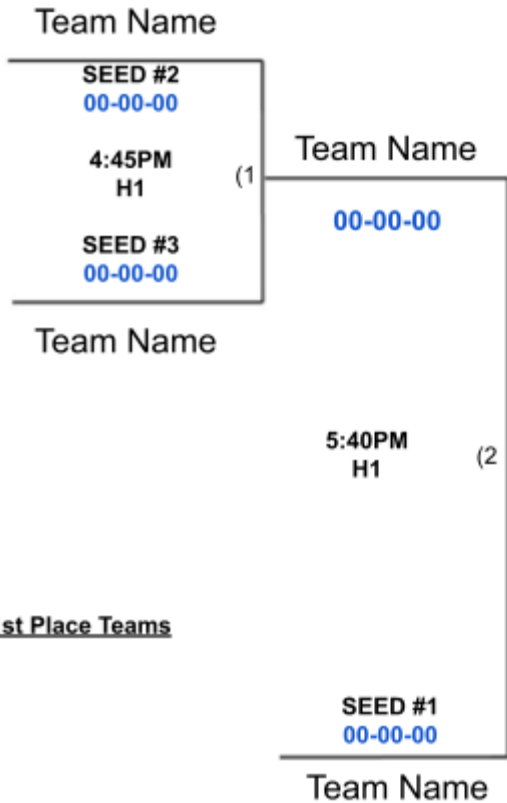 Team Name
SEED #2
00-00-00
4:45PM
H1
(1
SEED #3
00-00-00
Team Name
Team Name
00-00-00
5:40PM
H1
(2
st Place Teams
SEED #1
00-00-00
Team Name